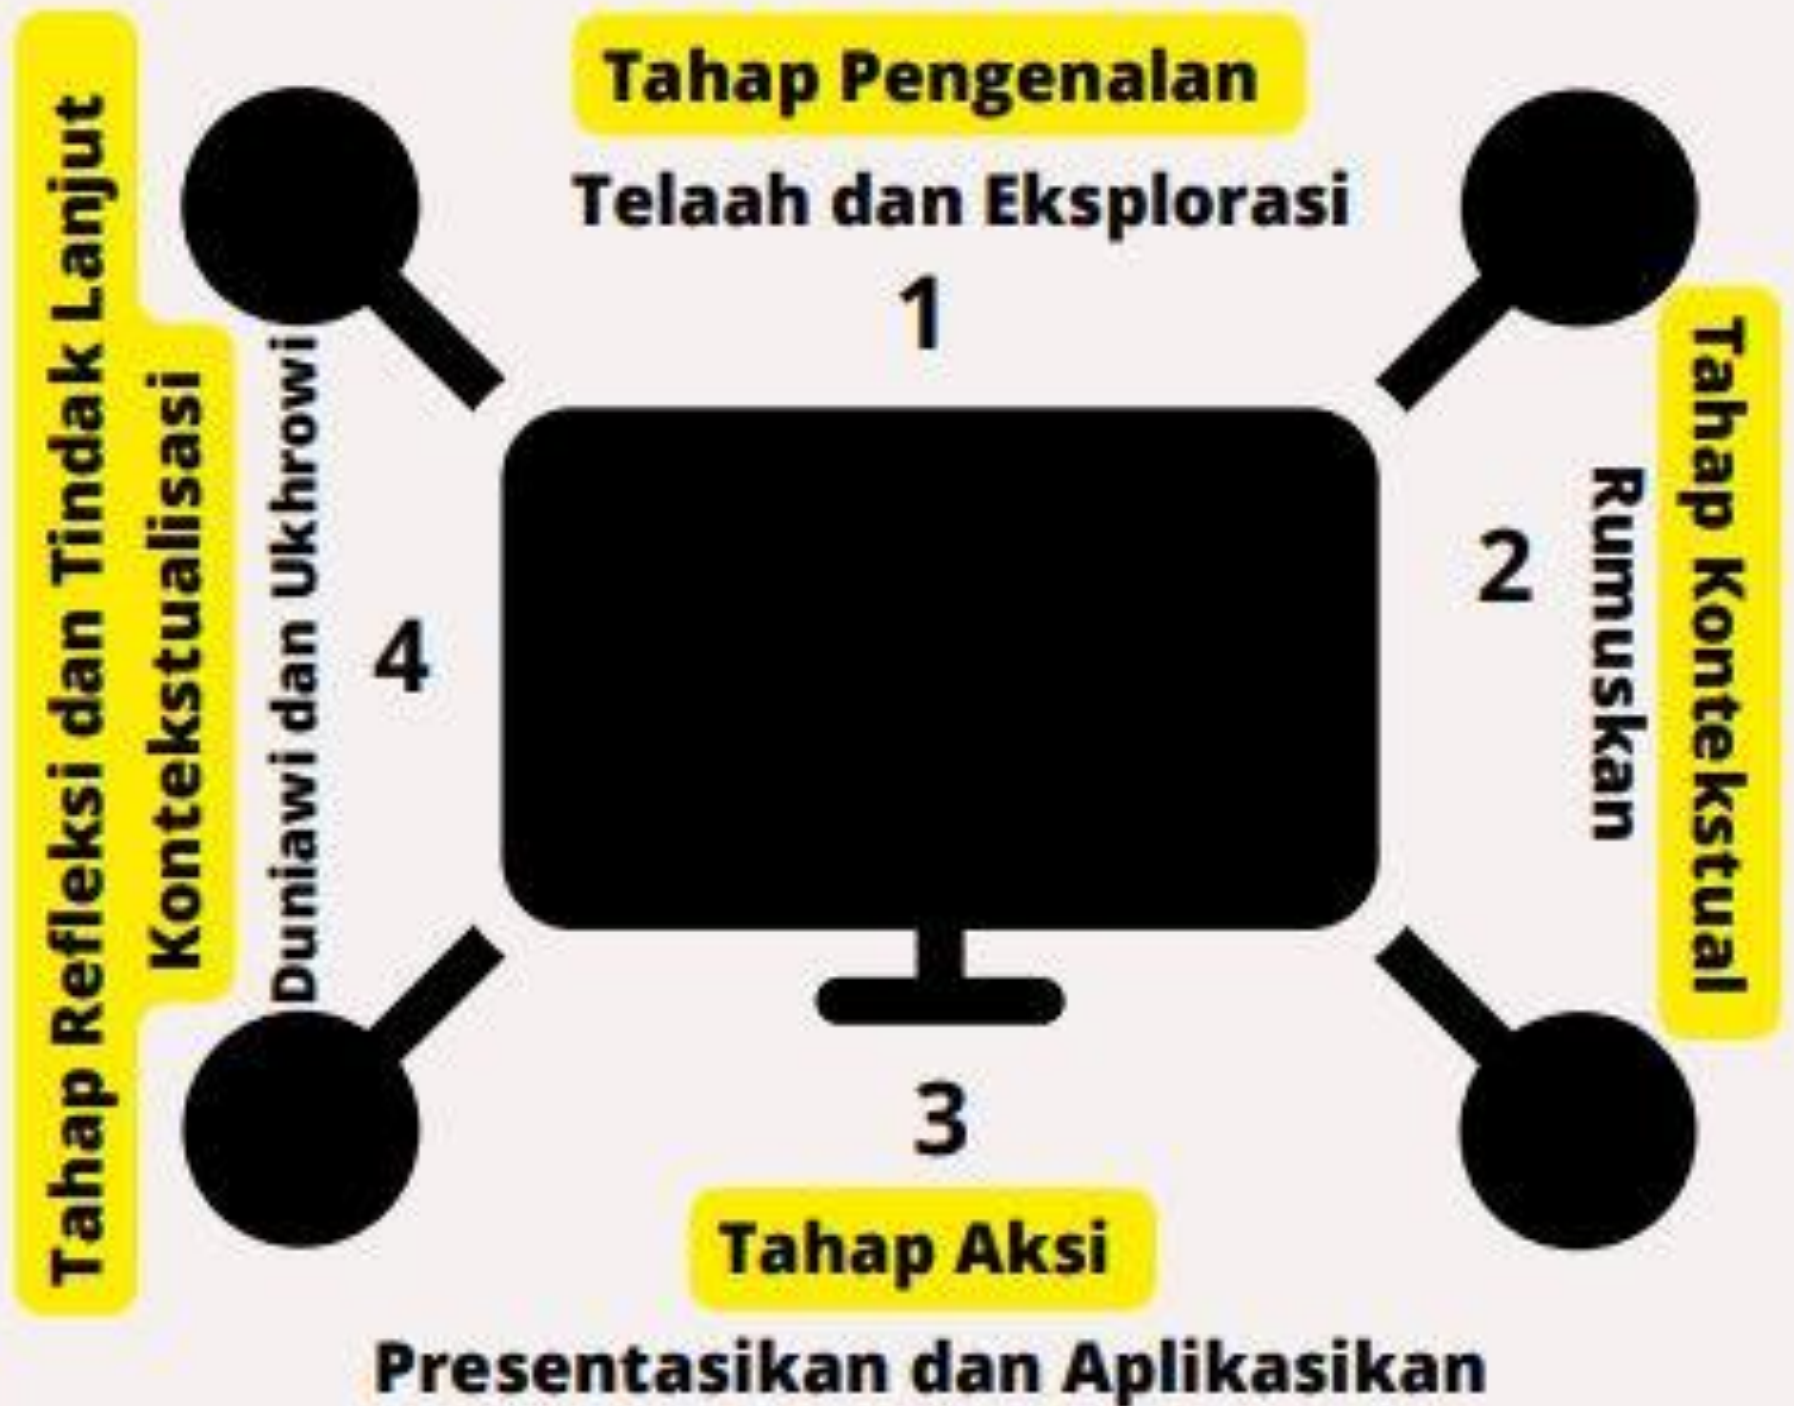 Tahap Pengenalan
Telaah dan Eksplorasi
1
Tahap Kontekstual
Rumuskan
2
3
Tahap Aksi
Presentasikan dan Aplikasikan
Tahap Refleksi dan Tindak Lanjut
Kontekstualisasi
Duniawi dan Ukhrowi
4